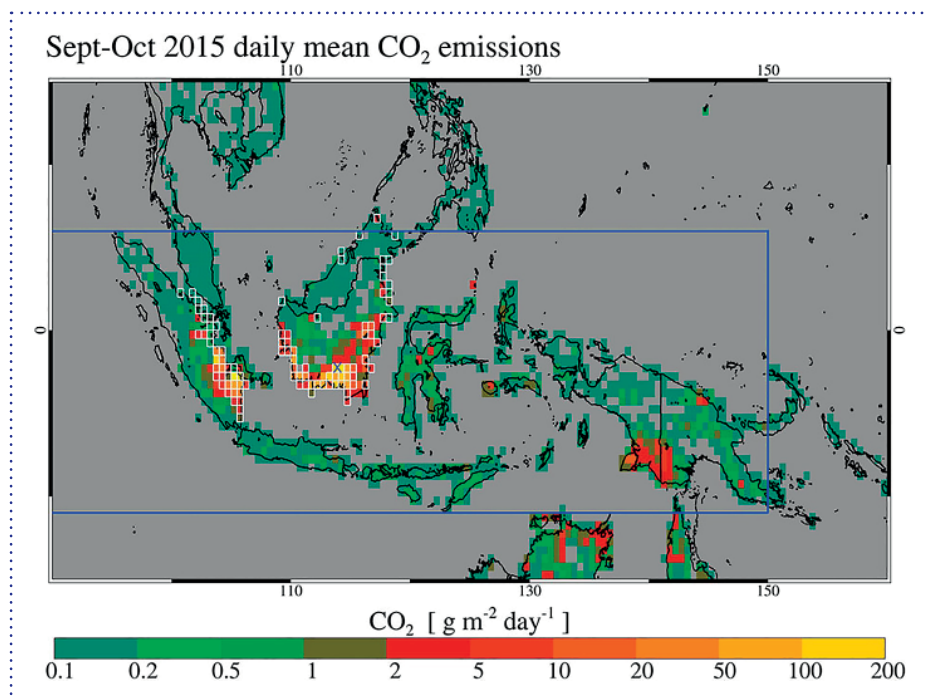 Sept-Oct 2015 daily mean CO₂ emissions
110 130 150
0 0
110 130 150
CO₂ [ g m⁻² day⁻¹ ]
0.1 0.2 0.5 1 2 5 10 20 50 100 200